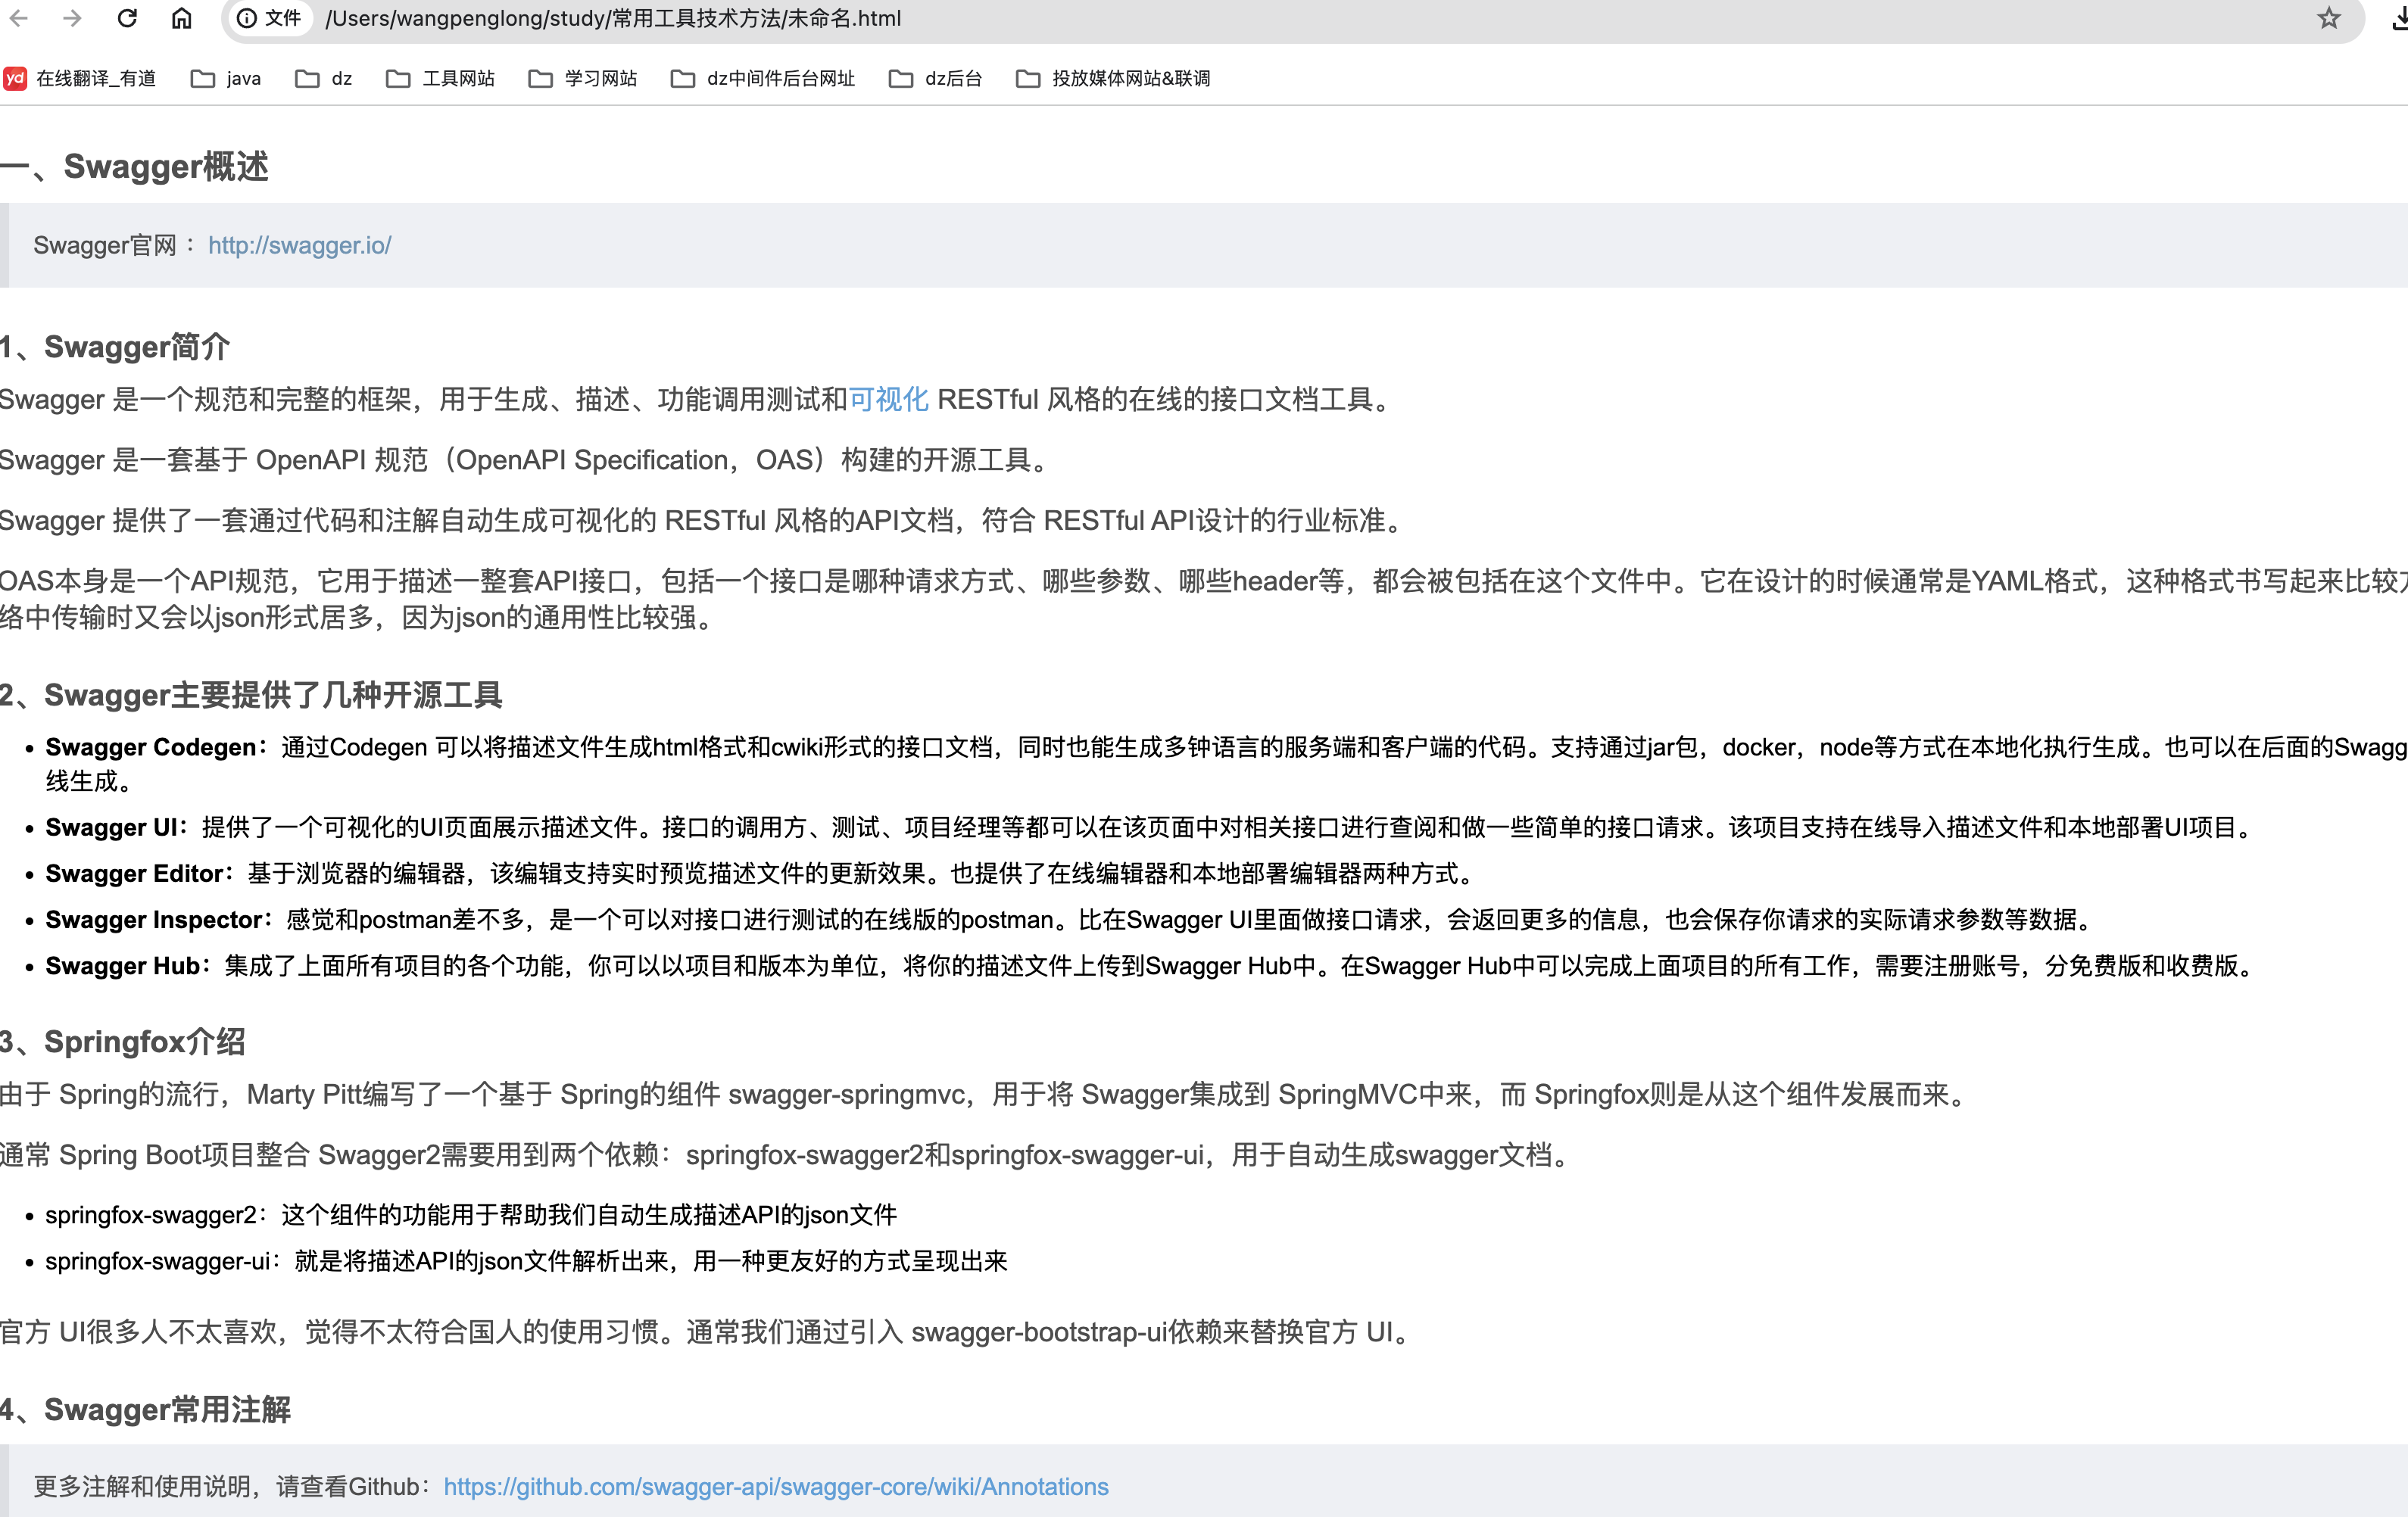 文件 /Users/wangpenglong/study/常用工具技术方法/未命名.html
yd 在线翻译_有道 java dz 工具网站 学习网站 dz中间件后台网址 dz后台 投放媒体网站&联调
一、Swagger概述
Swagger官网 ：http://swagger.io/
1、Swagger简介
Swagger 是一个规范和完整的框架，用于生成、描述、功能调用测试和可视化 RESTful 风格的在线的接口文档工具。
Swagger 是一套基于 OpenAPI 规范（OpenAPI Specification，OAS）构建的开源工具。
Swagger 提供了一套通过代码和注解自动生成可视化的 RESTful 风格的API文档，符合 RESTful API设计的行业标准。
OAS本身是一个API规范，它用于描述一整套API接口，包括一个接口是哪种请求方式、哪些参数、哪些header等，都会被包括在这个文件中。它在设计的时候通常是YAML格式，这种格式书写起来比较
络中传输时又会以json形式居多，因为json的通用性比较强。
2、Swagger主要提供了几种开源工具
• Swagger Codegen：通过Codegen 可以将描述文件生成html格式和cwiki形式的接口文档，同时也能生成多钟语言的服务端和客户端的代码。支持通过jar包，docker，node等方式在本地化执行生成。也可以在后面的Swagg
线生成。
• Swagger UI：提供了一个可视化的UI页面展示描述文件。接口的调用方、测试、项目经理等都可以在该页面中对相关接口进行查阅和做一些简单的接口请求。该项目支持在线导入描述文件和本地部署UI项目。
• Swagger Editor：基于浏览器的编辑器，该编辑支持实时预览描述文件的更新效果。也提供了在线编辑器和本地部署编辑器两种方式。
• Swagger Inspector：感觉和postman差不多，是一个可以对接口进行测试的在线版的postman。比在Swagger UI里面做接口请求，会返回更多的信息，也会保存你请求的实际请求参数等数据。
• Swagger Hub：集成了上面所有项目的各个功能，你可以以项目和版本为单位，将你的描述文件上传到Swagger Hub中。在Swagger Hub中可以完成上面项目的所有工作，需要注册账号，分免费版和收费版。
3、Springfox介绍
由于 Spring的流行，Marty Pitt编写了一个基于 Spring的组件 swagger-springmvc，用于将 Swagger集成到 SpringMVC中来，而 Springfox则是从这个组件发展而来。
通常 Spring Boot项目整合 Swagger2需要用到两个依赖：springfox-swagger2和springfox-swagger-ui，用于自动生成swagger文档。
• springfox-swagger2：这个组件的功能用于帮助我们自动生成描述API的json文件
• springfox-swagger-ui：就是将描述API的json文件解析出来，用一种更友好的方式呈现出来
官方 UI很多人不太喜欢，觉得不太符合国人的使用习惯。通常我们通过引入 swagger-bootstrap-ui依赖来替换官方 UI。
4、Swagger常用注解
更多注解和使用说明，请查看Github：https://github.com/swagger-api/swagger-core/wiki/Annotations